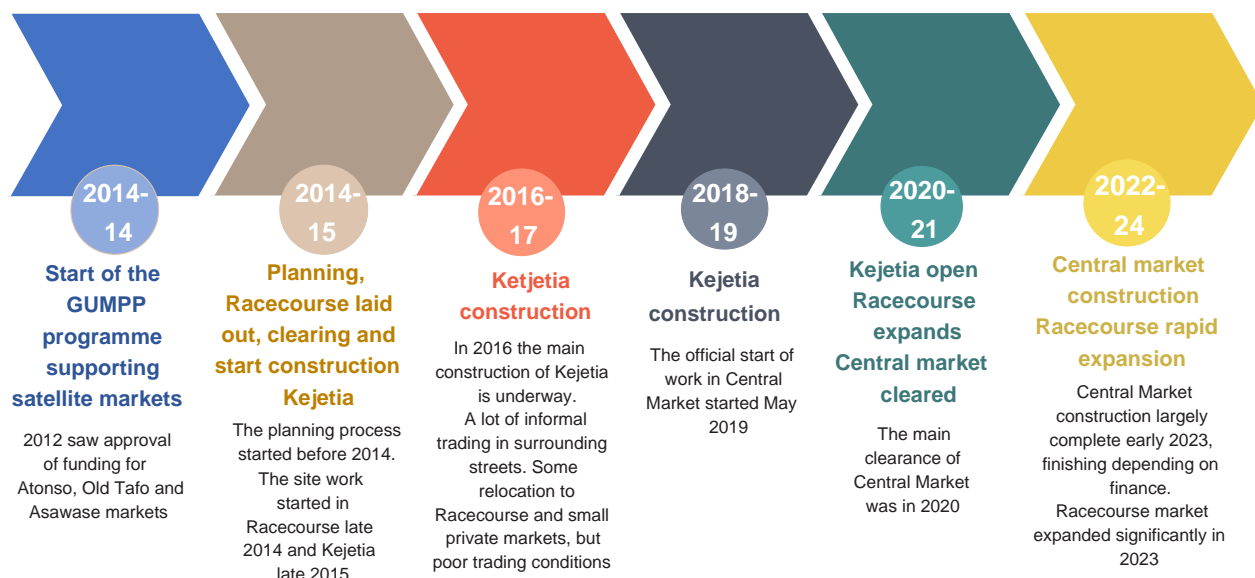 2014-
14
Start of the
GUMPP
programme
supporting
satellite markets
2012 saw approval
of funding for
Atonso, Old Tafo and
Asawase markets
2014-
15
Planning,
Racecourse laid
out, clearing and
start construction
Kejetia
The planning process
started before 2014.
The site work
started in
Racecourse late
2014 and Kejetia
late 2015
2016-
17
Ketjetia
construction
In 2016 the main
construction of Kejetia
is underway.
A lot of informal
trading in surrounding
streets. Some
relocation to
Racecourse and small
private markets, but
poor trading conditions
2018-
19
Kejetia
construction
The official start of
work in Central
Market started May
2019
2020-
21
Kejetia open
Racecourse
expands
Central market
cleared
The main
clearance of
Central Market
was in 2020
2022-
24
Central market
construction
Racecourse rapid
expansion
Central Market
construction largely
complete early 2023,
finishing depending on
finance.
Racecourse market
expanded significantly in
2023